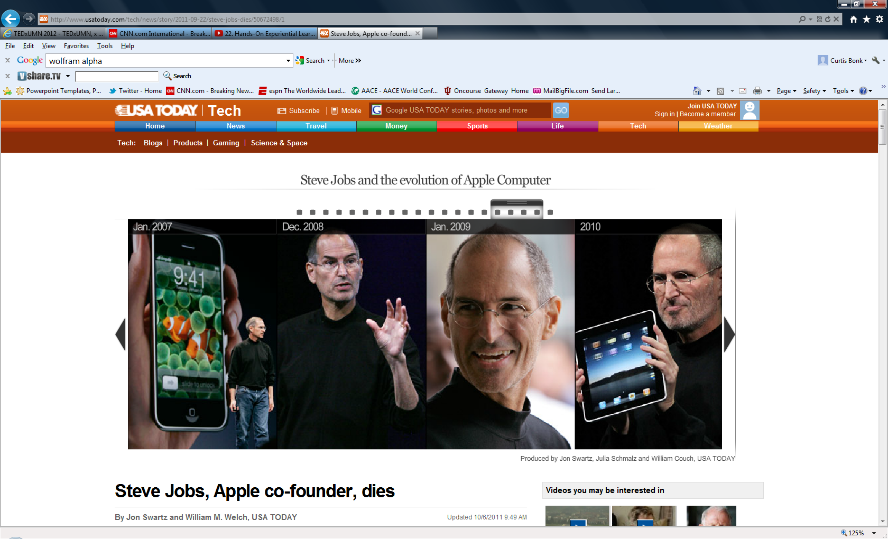 http://www.usatoday.com/tech/news/story/2011-09-22/steve-jobs-dies/50672498/1
TEDxUMN 2012 - TEDxUMN, x...
CNN.com International - Break...
22. Hands-On Experiential Lear...
Steve Jobs, Apple co-found...
File Edit View Favorites Tools Help
Google wolfram alpha Search More »
Curtis Bonk
Vshare.tv Search
Powerpoint Templates, P...
Twitter - Home
CNN.com - Breaking New...
espn The Worldwide Lead...
AACE - AACE World Conf...
Oncourse Gateway Home
MailBigFile.com Send Lar...
Page Safety Tools
USA TODAY Tech
Subscribe Mobile
Google USA TODAY stories, photos and more GO
Join USA TODAY
Sign in | Become a member
Home News Travel Money Sports Life Tech Weather
Tech: Blogs | Products | Gaming | Science & Space
Steve Jobs and the evolution of Apple Computer
Jan. 2007 Dec. 2008 Jan. 2009 2010
9:41
slide to unlock
Produced by Jon Swartz, Julia Schmalz and William Couch, USA TODAY
Steve Jobs, Apple co-founder, dies
Videos you may be interested in
By Jon Swartz and William M. Welch, USA TODAY
Updated 10/6/2011 9:49 AM
125%